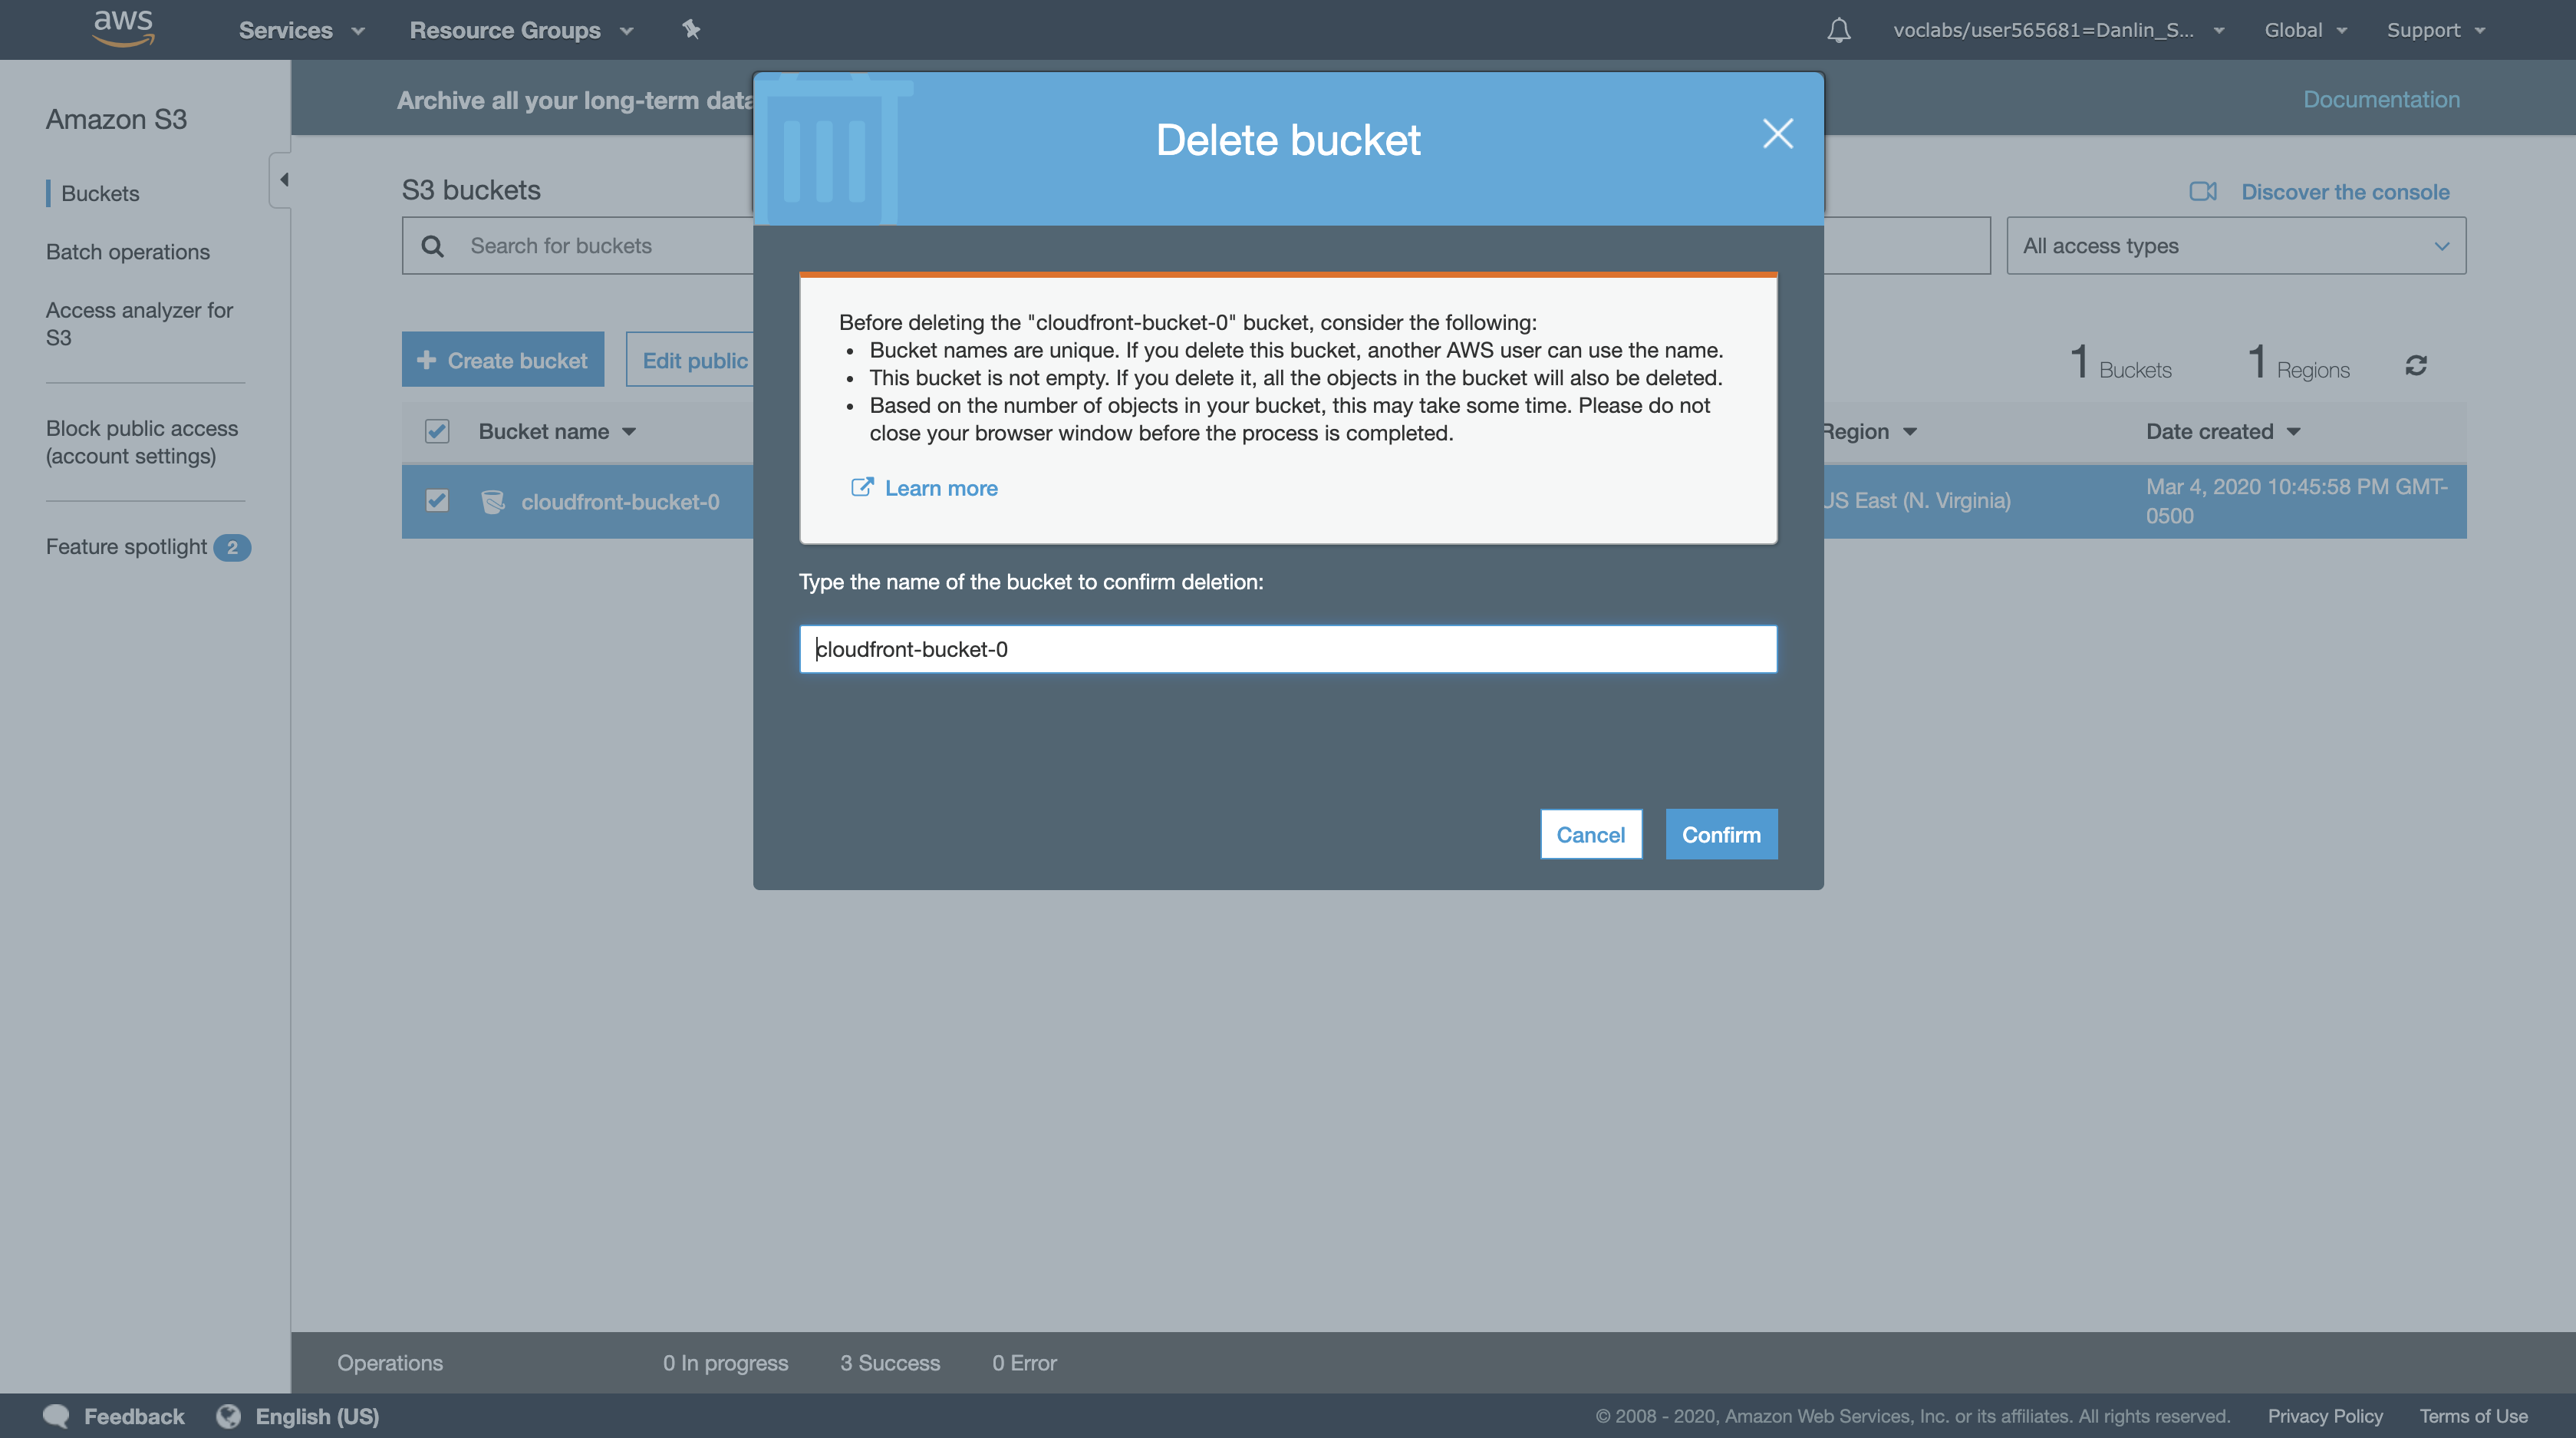 aws
Services
Resource Groups
voclabs/user565681=Danlin_S...
Global
Support
Amazon S3
Buckets
Batch operations
Access analyzer for
S3
Block public access
(account settings)
Feature spotlight 2
Archive all your long-term data
Documentation
S3 buckets
Discover the console
Search for buckets
All access types
+ Create bucket
Edit public
1 Buckets
1 Regions
Bucket name
Region
Date created
cloudfront-bucket-0
US East (N. Virginia)
Mar 4, 2020 10:45:58 PM GMT-
0500
Delete bucket
Before deleting the "cloudfront-bucket-0" bucket, consider the following:
• Bucket names are unique. If you delete this bucket, another AWS user can use the name.
• This bucket is not empty. If you delete it, all the objects in the bucket will also be deleted.
• Based on the number of objects in your bucket, this may take some time. Please do not
close your browser window before the process is completed.
Learn more
Type the name of the bucket to confirm deletion:
cloudfront-bucket-0
Cancel
Confirm
Operations
0 In progress
3 Success
0 Error
Feedback
English (US)
© 2008 - 2020, Amazon Web Services, Inc. or its affiliates. All rights reserved.
Privacy Policy
Terms of Use